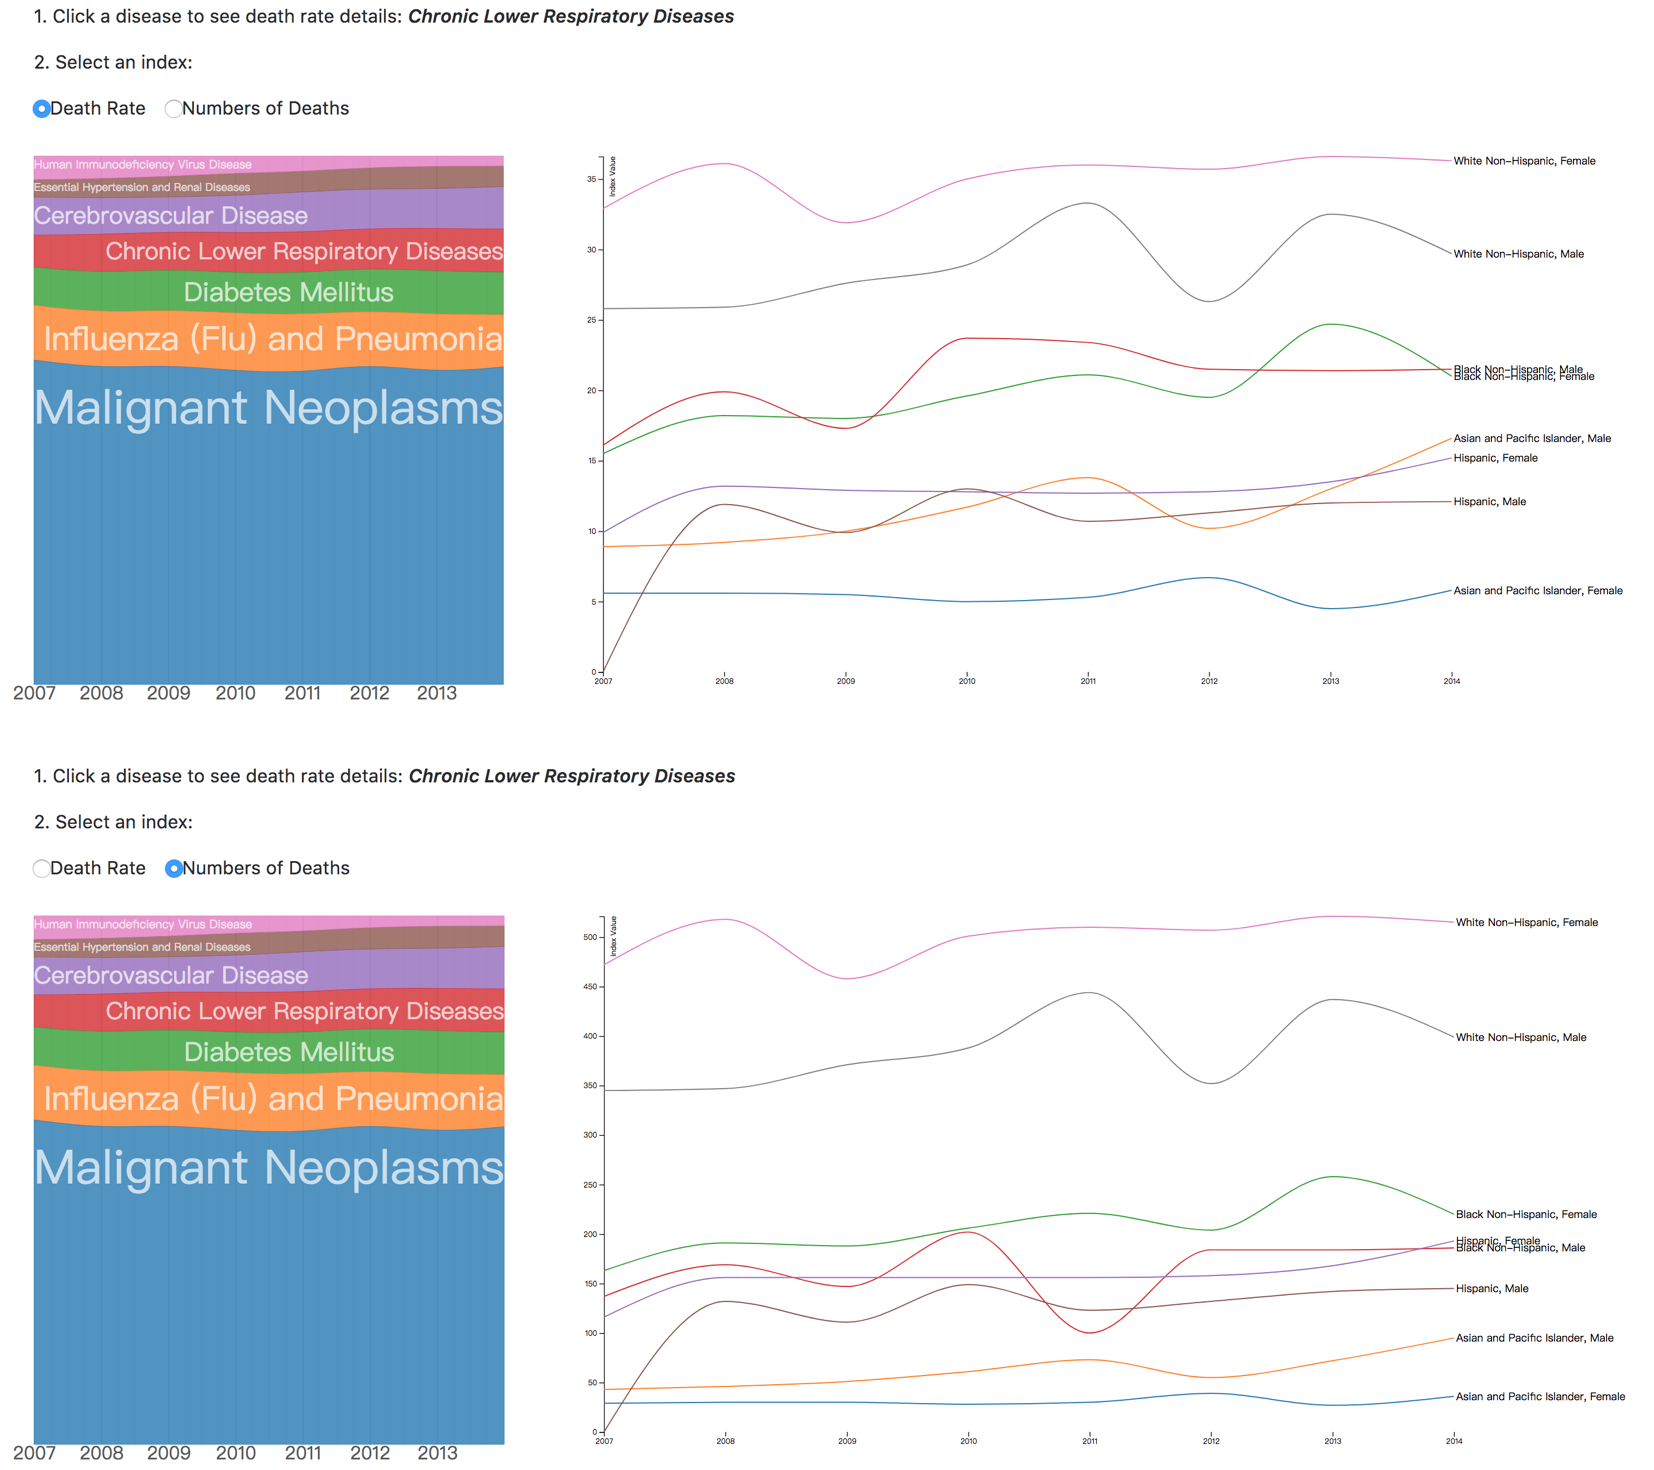 1. Click a disease to see death rate details: Chronic Lower Respiratory Diseases
2. Select an index:
Death Rate Numbers of Deaths
Human Immunodeficiency Virus Disease
Essential Hypertension and Renal Diseases
Cerebrovascular Disease
Chronic Lower Respiratory Diseases
Diabetes Mellitus
Influenza (Flu) and Pneumonia
Malignant Neoplasms
2007 2008 2009 2010 2011 2012 2013
Index Value
35
30
25
20
15
10
5
0
2007 2008 2009 2010 2011 2012 2013 2014
White Non-Hispanic, Female
White Non-Hispanic, Male
Black Non-Hispanic, Male
Black Non-Hispanic, Female
Asian and Pacific Islander, Male
Hispanic, Female
Hispanic, Male
Asian and Pacific Islander, Female
1. Click a disease to see death rate details: Chronic Lower Respiratory Diseases
2. Select an index:
Death Rate Numbers of Deaths
Human Immunodeficiency Virus Disease
Essential Hypertension and Renal Diseases
Cerebrovascular Disease
Chronic Lower Respiratory Diseases
Diabetes Mellitus
Influenza (Flu) and Pneumonia
Malignant Neoplasms
2007 2008 2009 2010 2011 2012 2013
Index Value
500
450
400
350
300
250
200
150
100
50
0
2007 2008 2009 2010 2011 2012 2013 2014
White Non-Hispanic, Female
White Non-Hispanic, Male
Black Non-Hispanic, Female
Hispanic, Female
Black Non-Hispanic, Male
Hispanic, Male
Asian and Pacific Islander, Male
Asian and Pacific Islander, Female